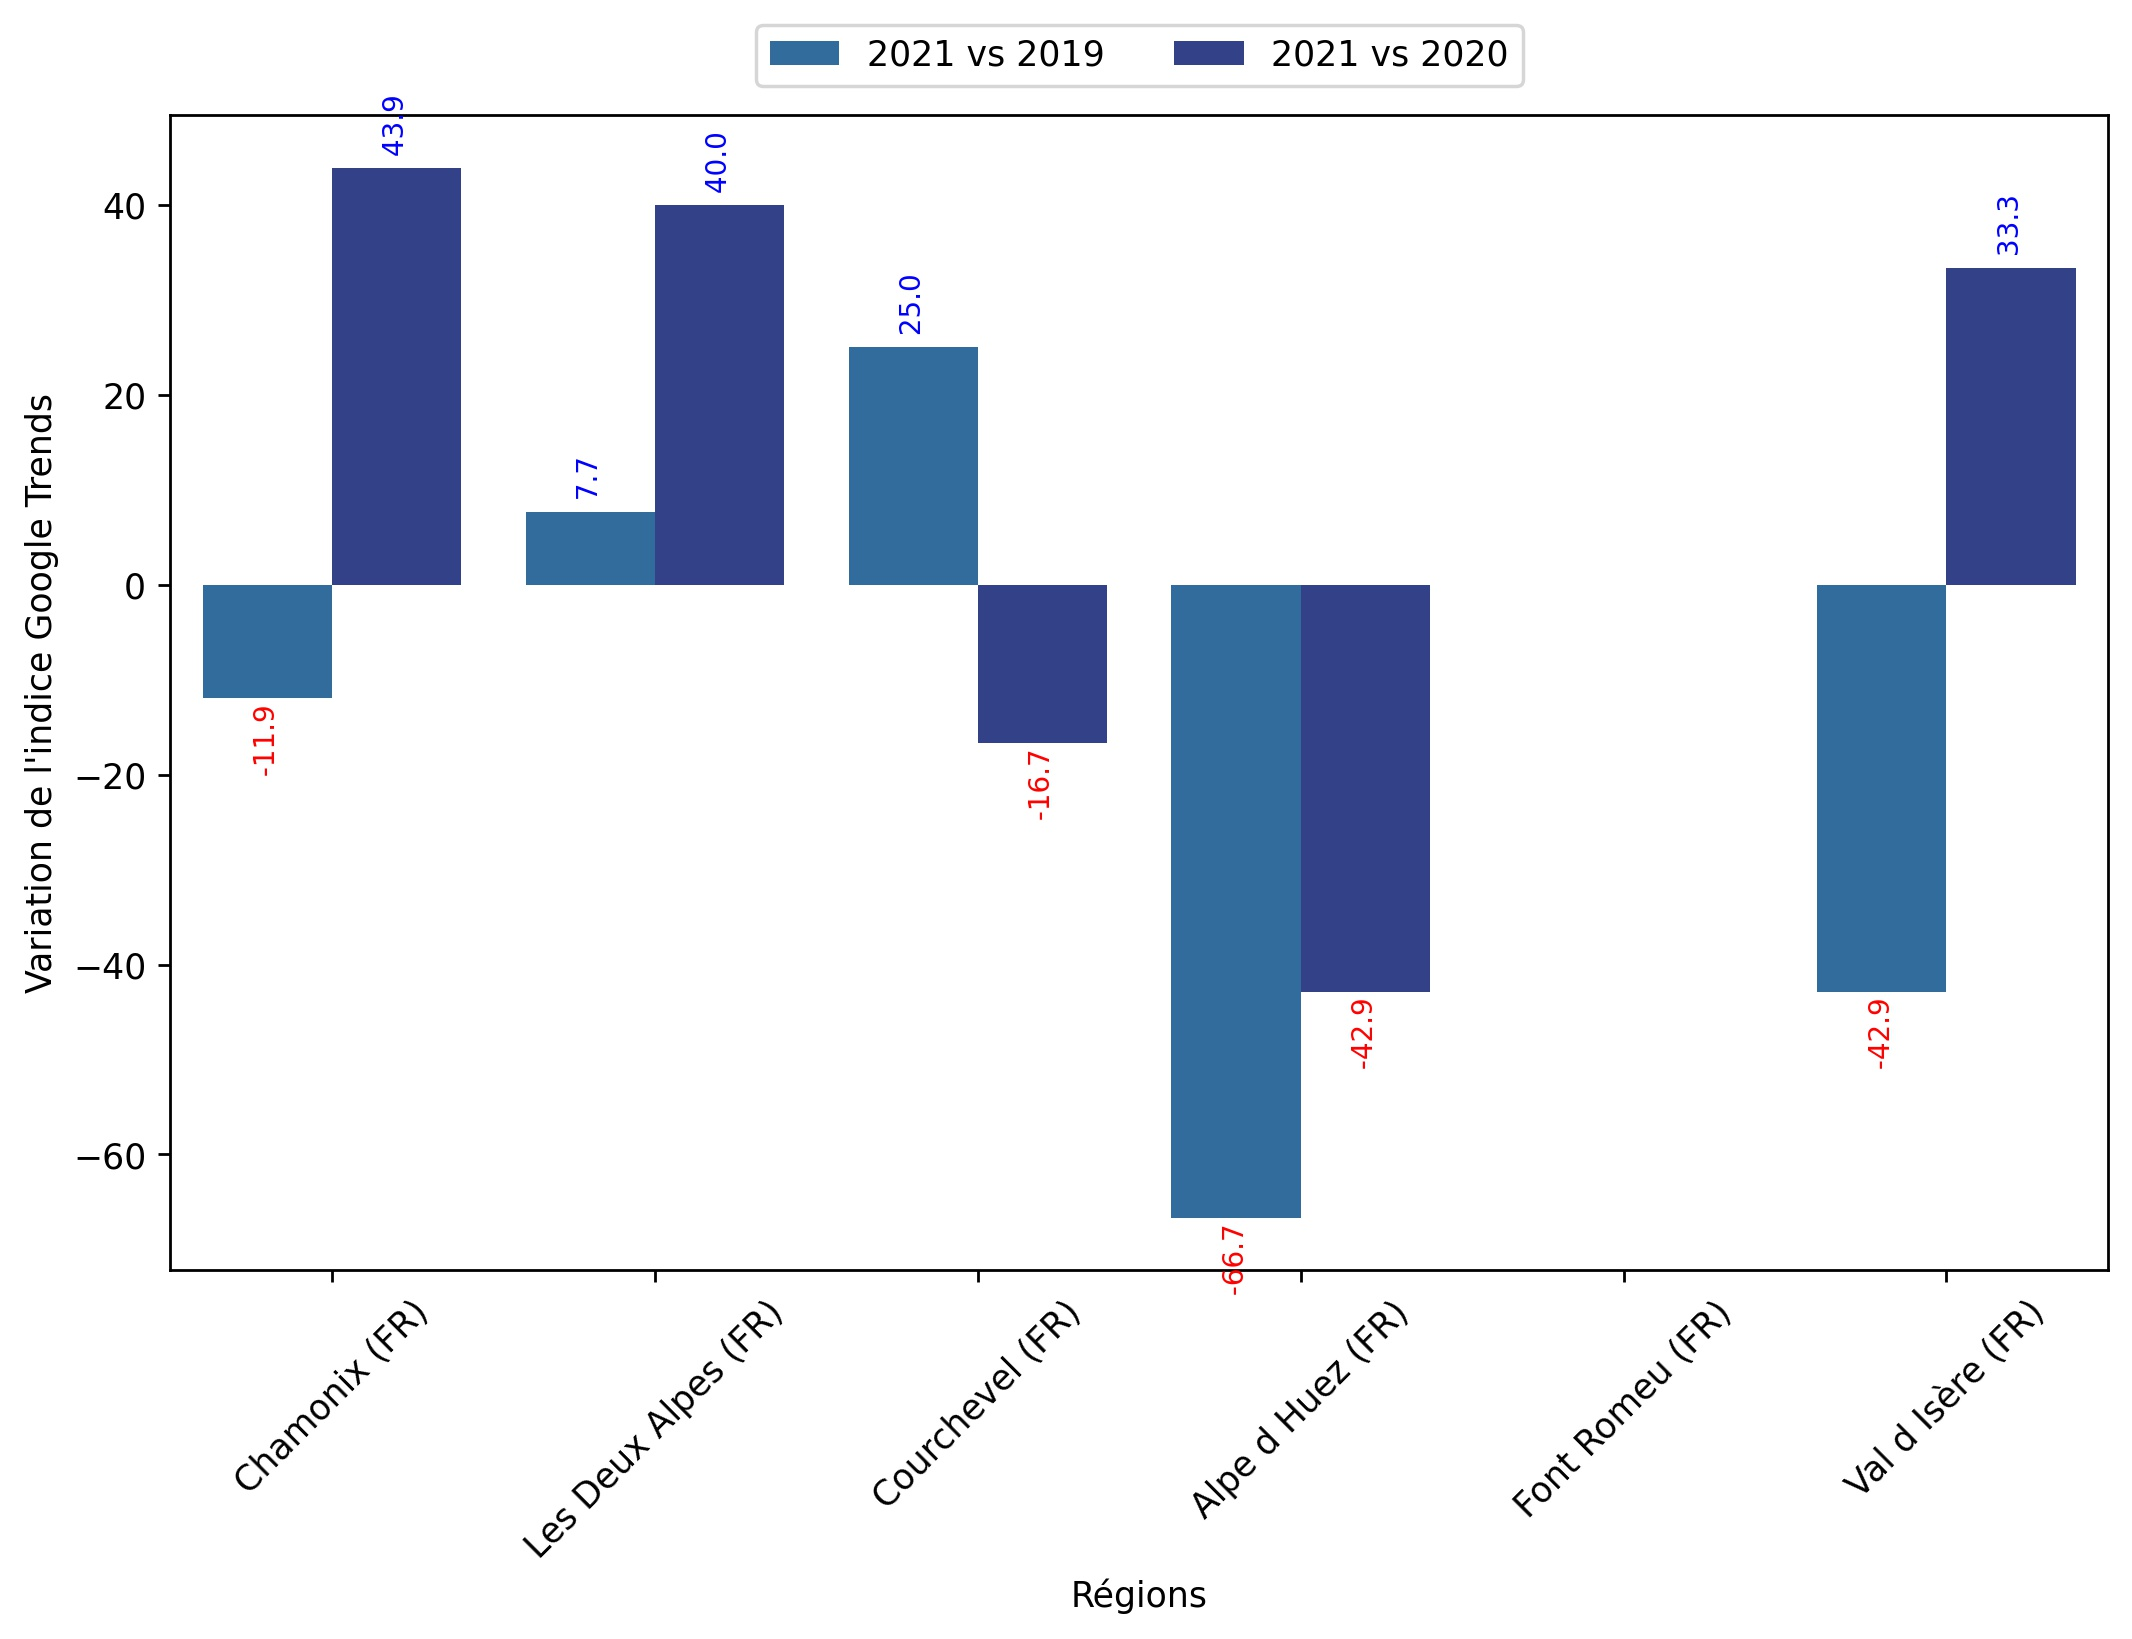 2021 vs 2019
2021 vs 2020
Variation de l'indice Google Trends
40
20
0
−20
−40
−60
-11.9
43.9
7.7
40.0
25.0
-16.7
-66.7
-42.9
-42.9
33.3
Chamonix (FR)
Les Deux Alpes (FR)
Courchevel (FR)
Alpe d Huez (FR)
Font Romeu (FR)
Val d Isère (FR)
Régions